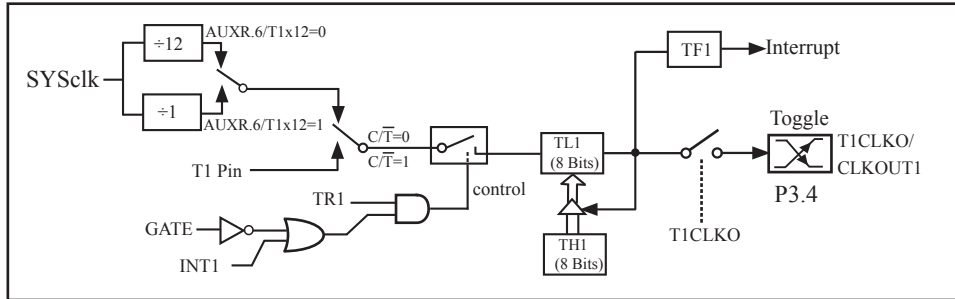 SYSclk
÷12
AUXR.6/T1x12=0
÷1
AUXR.6/T1x12=1
T1 Pin
C/T̅=0
C/T̅=1
TR1
GATE
INT1
control
TL1
(8 Bits)
TH1
(8 Bits)
TF1
Interrupt
T1CLKO
Toggle
T1CLKO/
CLKOUT1
P3.4